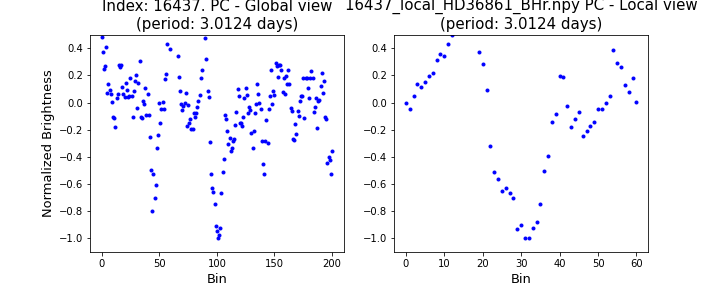 Index: 16437. PC - Global view
(period: 3.0124 days)
16437_local_HD36861_BHr.npy PC - Local view
(period: 3.0124 days)
Normalized Brightness
0.4
0.2
0.0
−0.2
−0.4
−0.6
−0.8
−1.0
0 50 100 150 200
Bin
0.4
0.2
0.0
−0.2
−0.4
−0.6
−0.8
−1.0
0 10 20 30 40 50 60
Bin